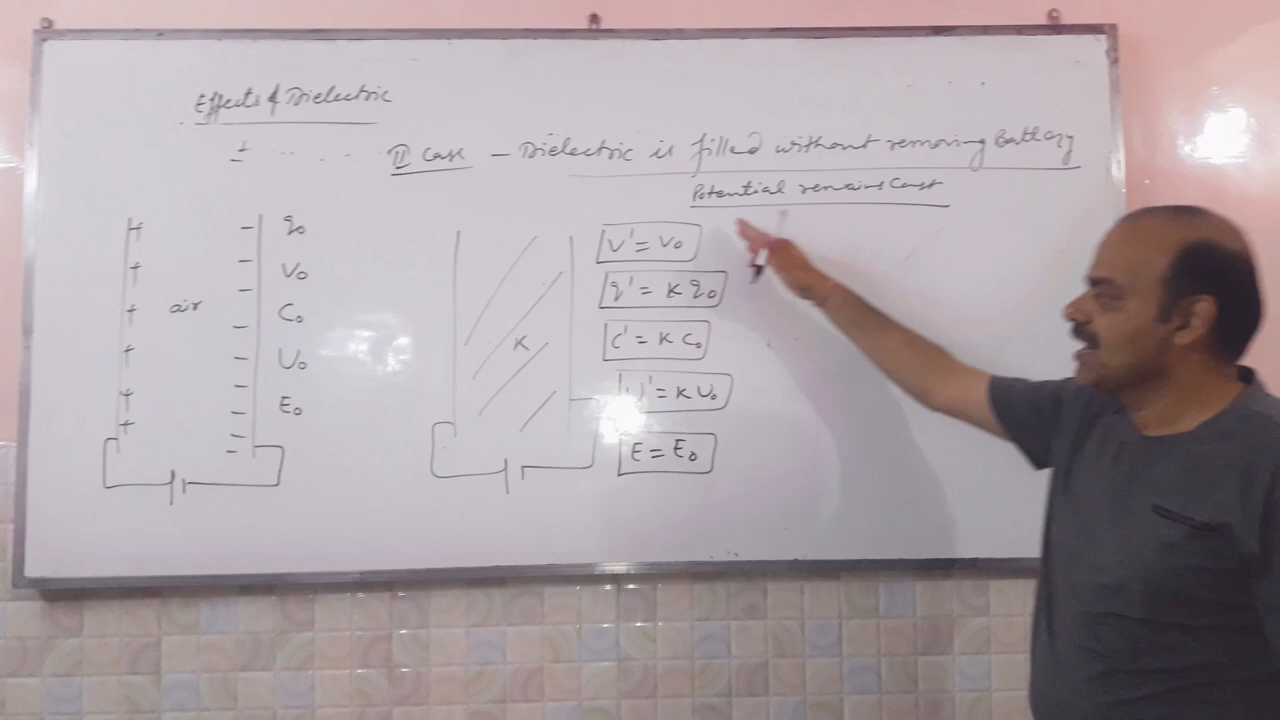 Effects of Dielectric
II Case - Dielectric is filled without removing Battery
Potential remains Const
+ - q₀
+ - V₀
+ air - C₀
+ - U₀
+ - E₀
+ -
K
V' = V₀
q' = K q₀
C' = K C₀
U' = K U₀
E = E₀